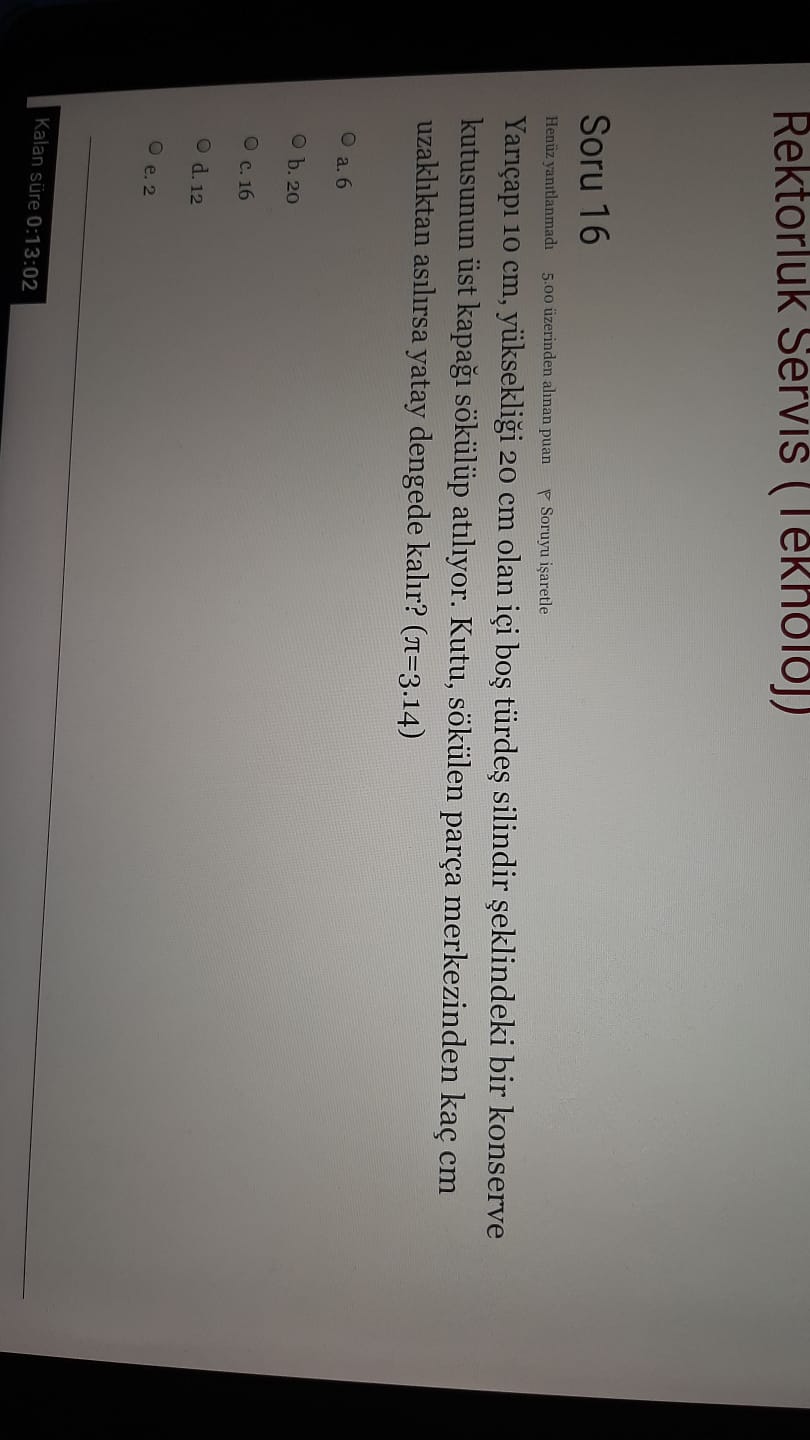 Rektorluk Servis (Teknoloj)
Soru 16
Henüz yanıtlanmadı 5.00 üzerinden alınan puan Soruyu işaretle
Yarıçapı 10 cm, yüksekliği 20 cm olan içi boş türdeş silindir şeklindeki bir konserve
kutusunun üst kapağı sökülüp atılıyor. Kutu, sökülen parça merkezinden kaç cm
uzaklıktan asılırsa yatay dengede kalır? (π=3.14)
a. 6
b. 20
c. 16
d. 12
e. 2
Kalan süre 0:13:02